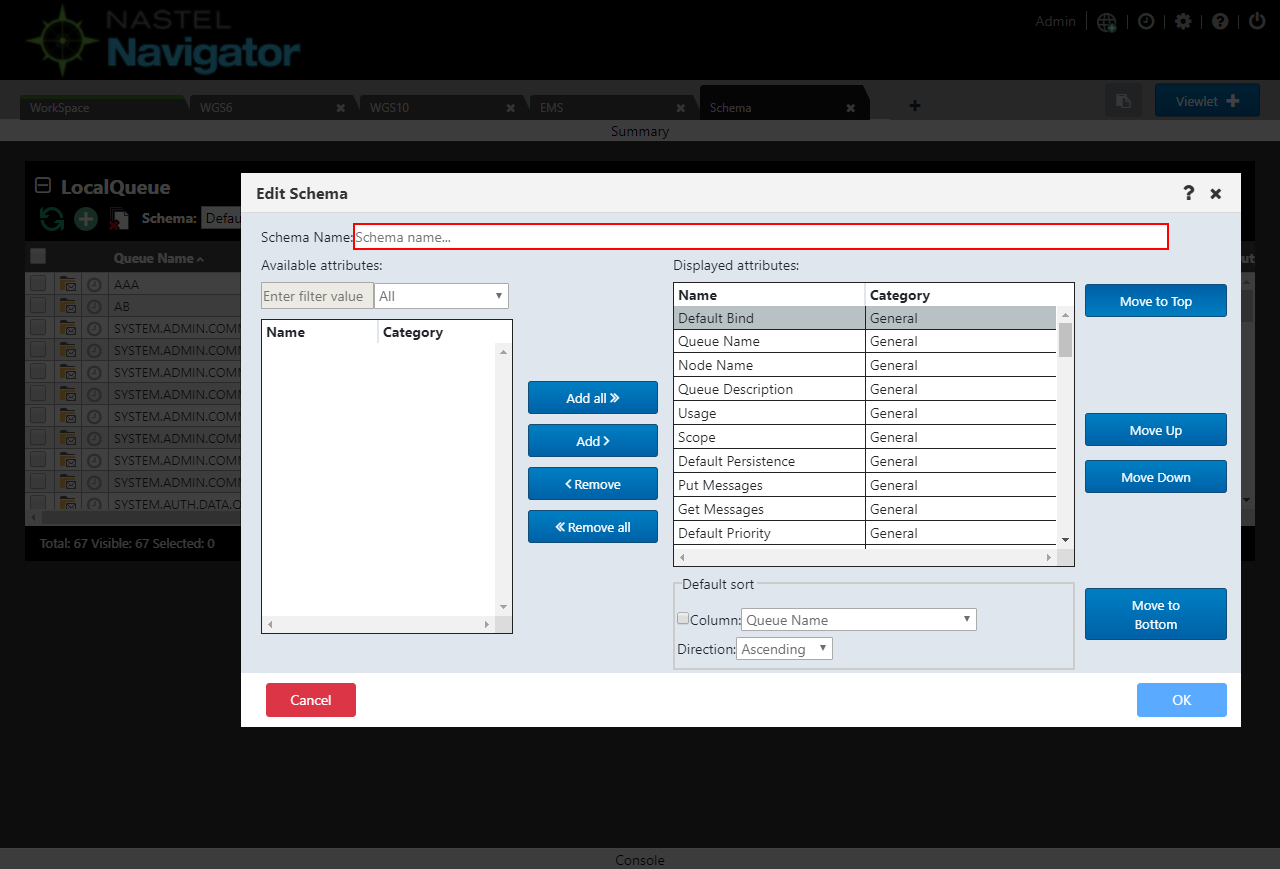 NASTEL
Navigator
Admin
WorkSpace
WGS6
WGS10
EMS
Schema
Viewlet
Summary
LocalQueue
Schema:
Queue Name
AAA
AB
SYSTEM.ADMIN.COMM
SYSTEM.ADMIN.COMM
SYSTEM.ADMIN.COMM
SYSTEM.ADMIN.COMM
SYSTEM.ADMIN.COMM
SYSTEM.ADMIN.COMM
SYSTEM.ADMIN.COMM
SYSTEM.ADMIN.COMM
SYSTEM.AUTH.DATA.Q
Total: 67 Visible: 67 Selected: 0
Edit Schema
Schema Name: Schema name...
Available attributes:
Enter filter value All
Name Category
Add all
Add
Remove
Remove all
Displayed attributes:
Name Category
Default Bind General
Queue Name General
Node Name General
Queue Description General
Usage General
Scope General
Default Persistence General
Put Messages General
Get Messages General
Default Priority General
Default sort
Column: Queue Name
Direction: Ascending
Move to Top
Move Up
Move Down
Move to
Bottom
Cancel
OK
Console